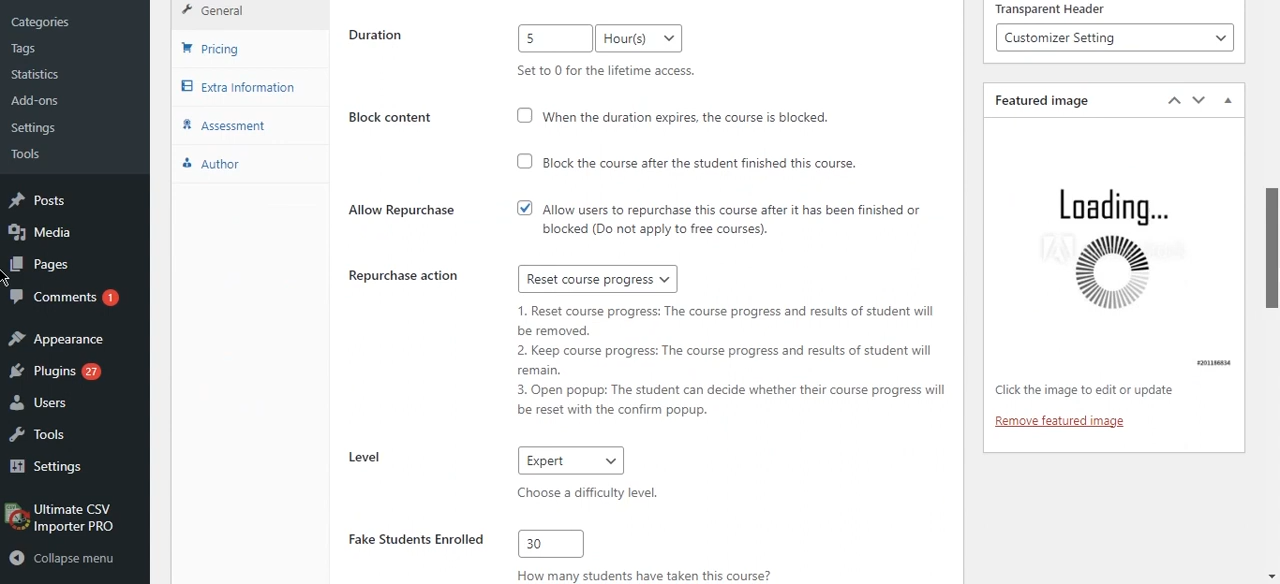 Categories
Tags
Statistics
Add-ons
Settings
Tools
Posts
Media
Pages
Comments 1
Appearance
Plugins 27
Users
Tools
Settings
Ultimate CSV
Importer PRO
Collapse menu
General
Pricing
Extra Information
Assessment
Author
Duration
5 Hour(s)
Set to 0 for the lifetime access.
Block content
When the duration expires, the course is blocked.
Block the course after the student finished this course.
Allow Repurchase
Allow users to repurchase this course after it has been finished or
blocked (Do not apply to free courses).
Repurchase action
Reset course progress
1. Reset course progress: The course progress and results of student will
be removed.
2. Keep course progress: The course progress and results of student will
remain.
3. Open popup: The student can decide whether their course progress will
be reset with the confirm popup.
Level
Expert
Choose a difficulty level.
Fake Students Enrolled
30
How many students have taken this course?
Transparent Header
Customizer Setting
Featured image
Loading...
#201186834
Click the image to edit or update
Remove featured image